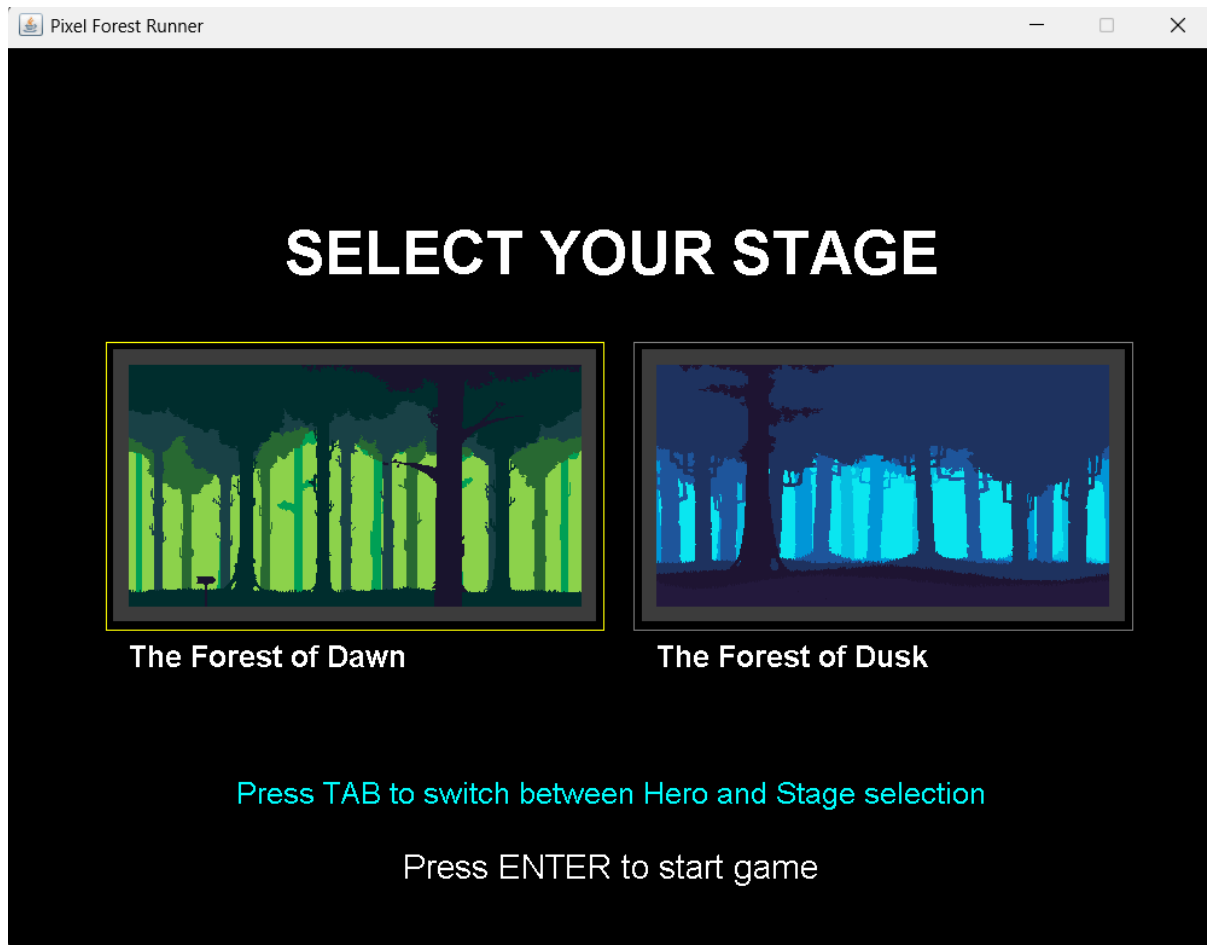 Pixel Forest Runner
SELECT YOUR STAGE
The Forest of Dawn
The Forest of Dusk
Press TAB to switch between Hero and Stage selection
Press ENTER to start game